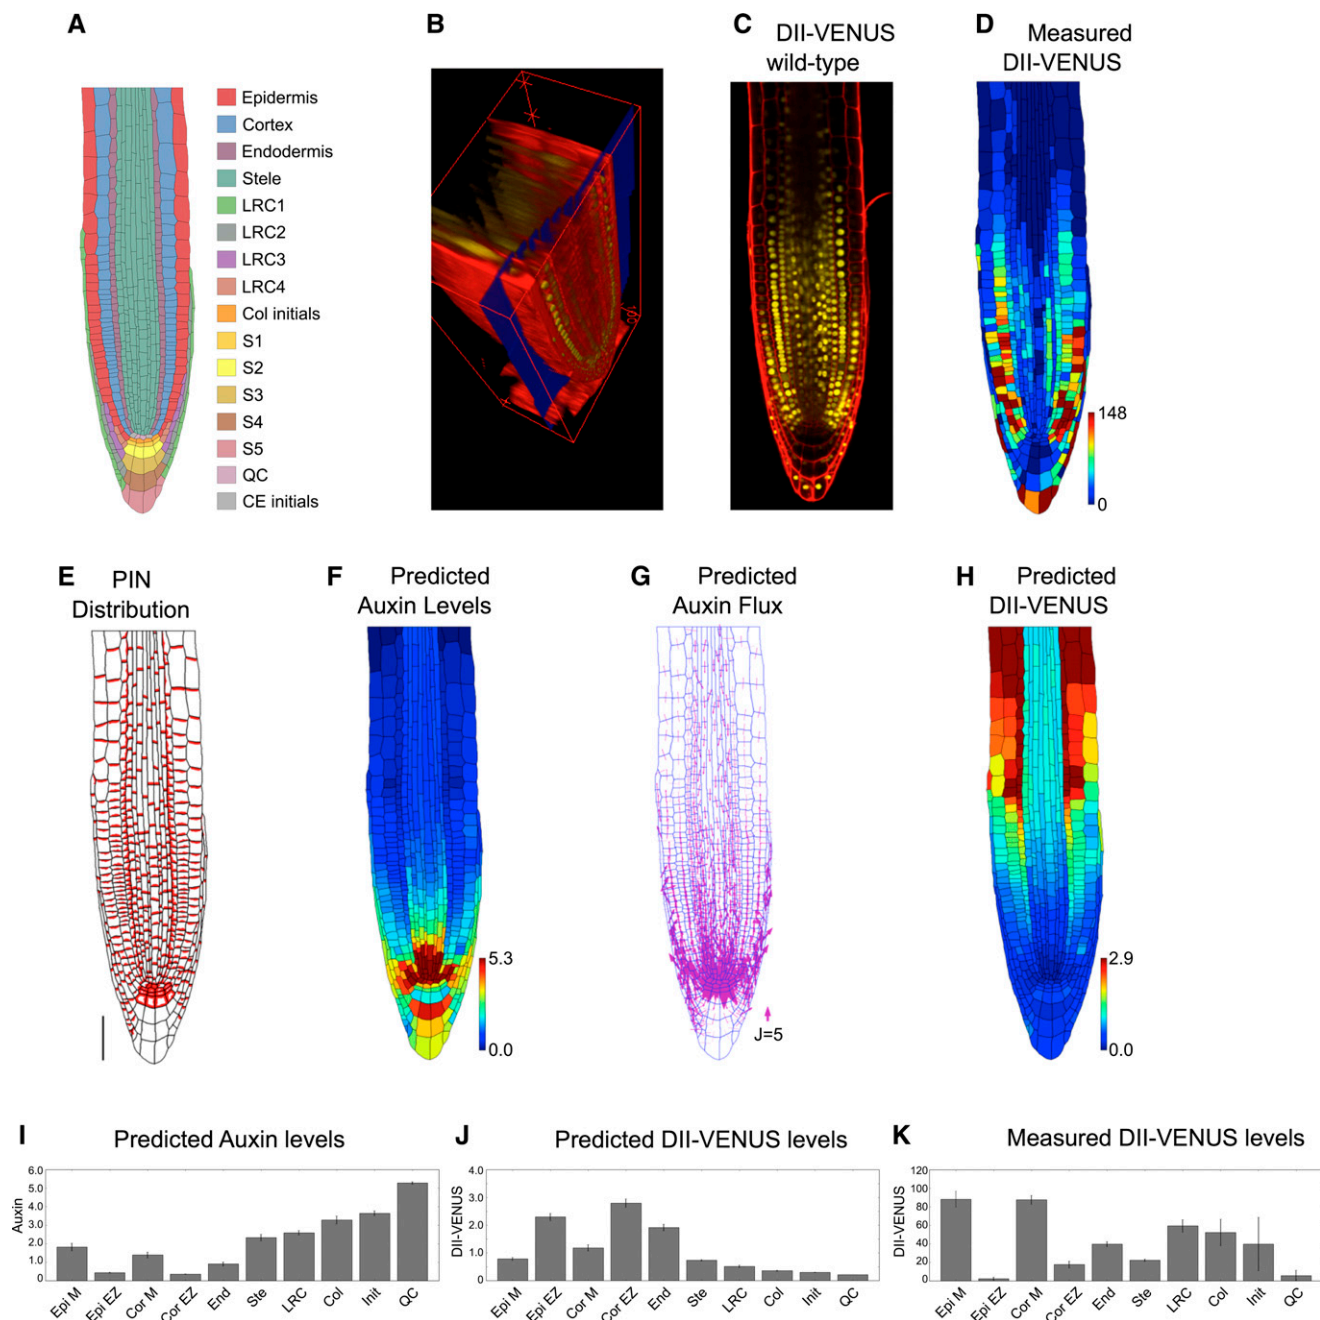 A
Epidermis
Cortex
Endodermis
Stele
LRC1
LRC2
LRC3
LRC4
Col initials
S1
S2
S3
S4
S5
QC
CE initials
B
C DII-VENUS
wild-type
D Measured
DII-VENUS
148
0
E PIN
Distribution
F Predicted
Auxin Levels
5.3
0.0
G Predicted
Auxin Flux
J=5
H Predicted
DII-VENUS
2.9
0.0
I Predicted Auxin levels
Auxin
6.0
5.0
4.0
3.0
2.0
1.0
0
Epi M
Epi EZ
Cor M
Cor EZ
End
Ste
LRC
Col
Init
QC
J Predicted DII-VENUS levels
DII-VENUS
4.0
3.0
2.0
1.0
0
Epi M
Epi EZ
Cor M
Cor EZ
End
Ste
LRC
Col
Init
QC
K Measured DII-VENUS levels
DII-VENUS
120
100
80
60
40
20
0
Epi M
Epi EZ
Cor M
Cor EZ
End
Ste
LRC
Col
Init
QC